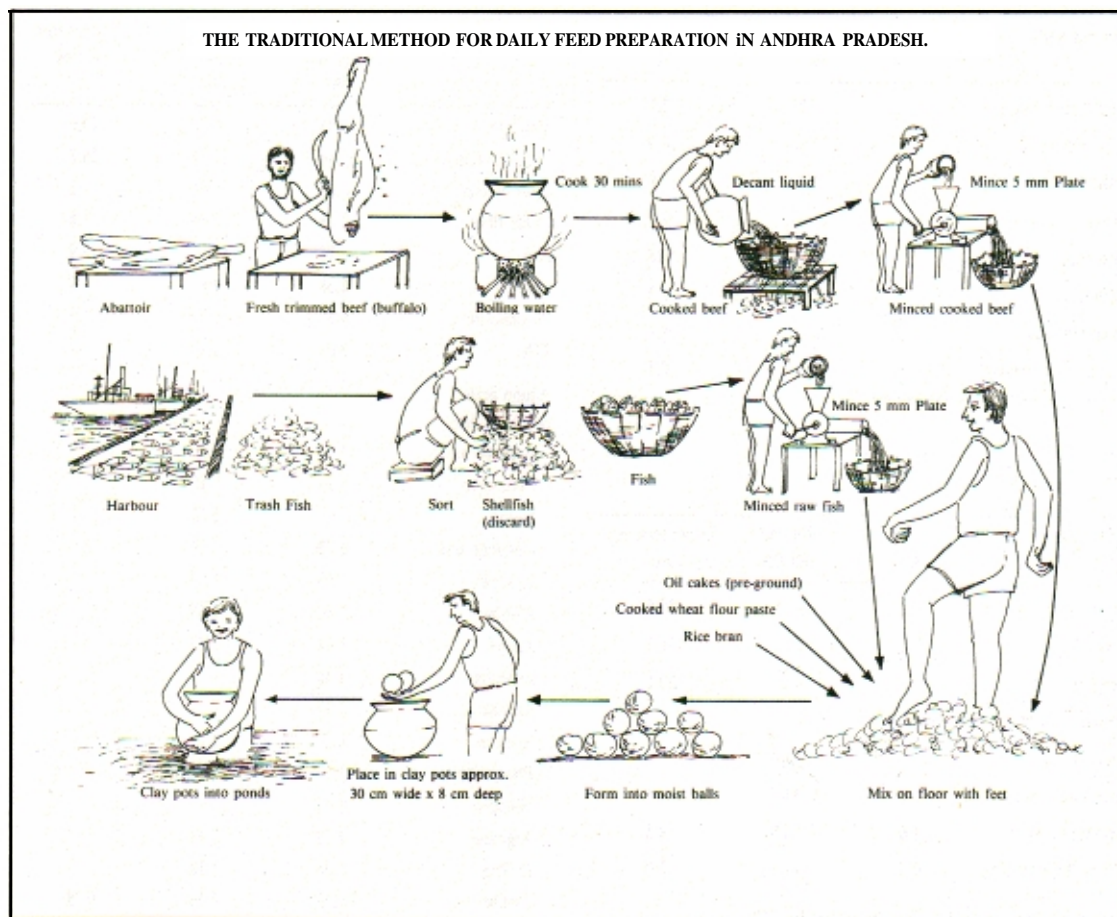 THE TRADITIONAL METHOD FOR DAILY FEED PREPARATION iN ANDHRA PRADESH.
Cook 30 mins
Decant liquid
Mince 5 mm Plate
Abattoir
Fresh trimmed beef (buffalo)
Boiling water
Cooked beef
Minced cooked beef
Mince 5 mm Plate
Fish
Harbour
Trash Fish
Sort
Shellfish
(discard)
Minced raw fish
Oil cakes (pre-ground)
Cooked wheat flour paste
Rice bran
Clay pots into ponds
Place in clay pots approx.
30 cm wide x 8 cm deep
Form into moist balls
Mix on floor with feet